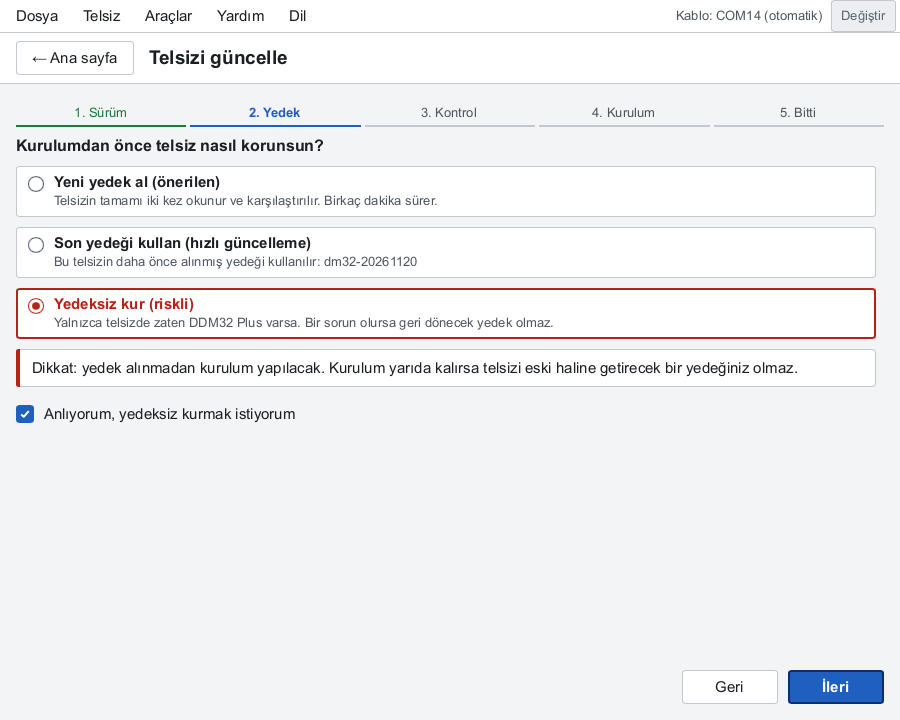 Dosya Telsiz Araçlar Yardım Dil Kablo: COM14 (otomatik) Değiştir
← Ana sayfa Telsizi güncelle
1. Sürüm 2. Yedek 3. Kontrol 4. Kurulum 5. Bitti
Kurulumdan önce telsiz nasıl korunsun?
Yeni yedek al (önerilen)
Telsizin tamamı iki kez okunur ve karşılaştırılır. Birkaç dakika sürer.
Son yedeği kullan (hızlı güncelleme)
Bu telsizin daha önce alınmış yedeği kullanılır: dm32-20261120
Yedeksiz kur (riskli)
Yalnızca telsizde zaten DDM32 Plus varsa. Bir sorun olursa geri dönecek yedek olmaz.
Dikkat: yedek alınmadan kurulum yapılacak. Kurulum yarıda kalırsa telsizi eski haline getirecek bir yedeğiniz olmaz.
Anlıyorum, yedeksiz kurmak istiyorum
Geri İleri